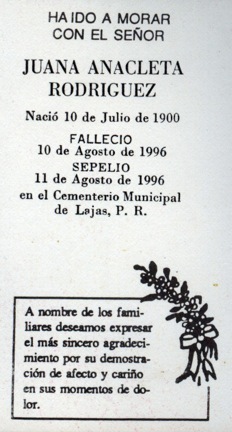 HA IDO A MORAR
CON EL SEÑOR
JUANA ANACLETA
RODRIGUEZ
Nació 10 de Julio de 1900
FALLECIO
10 de Agosto de 1996
SEPELIO
11 de Agosto de 1996
en el Cementerio Municipal
de Lajas, P. R.
A nombre de los fami-
liares deseamos expresar
el más sincero agradeci-
miento por su demostra-
ción de afecto y cariño
en sus momentos de do-
lor.